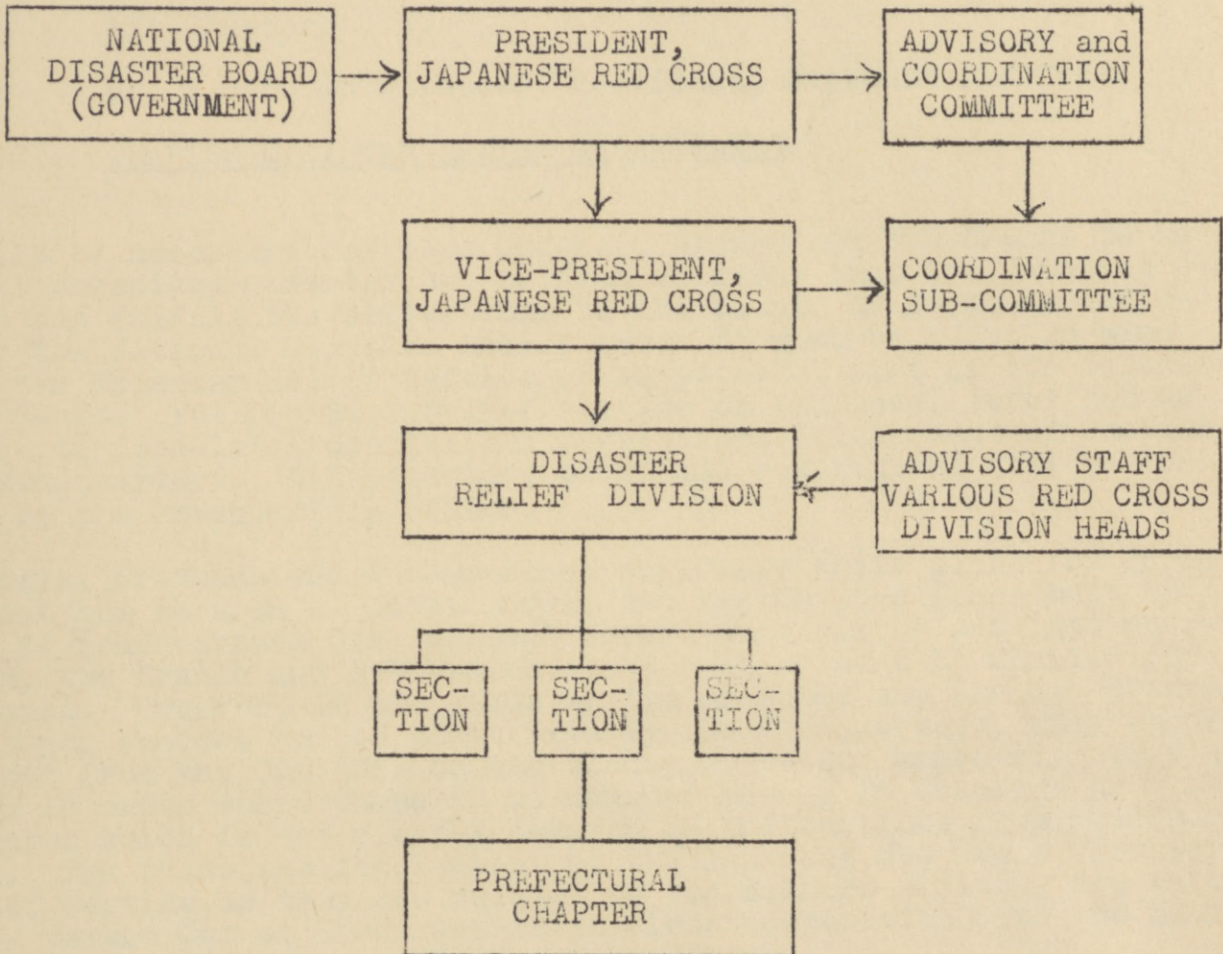 NATIONAL
DISASTER BOARD
(GOVERNMENT)
PRESIDENT,
JAPANESE RED CROSS
ADVISORY and
COORDINATION
COMMITTEE
VICE-PRESIDENT,
JAPANESE RED CROSS
COORDINATION
SUB-COMMITTEE
DISASTER
RELIEF DIVISION
ADVISORY STAFF
VARIOUS RED CROSS
DIVISION HEADS
SEC-
TION
SEC-
TION
SEC-
TION
PREFECTURAL
CHAPTER